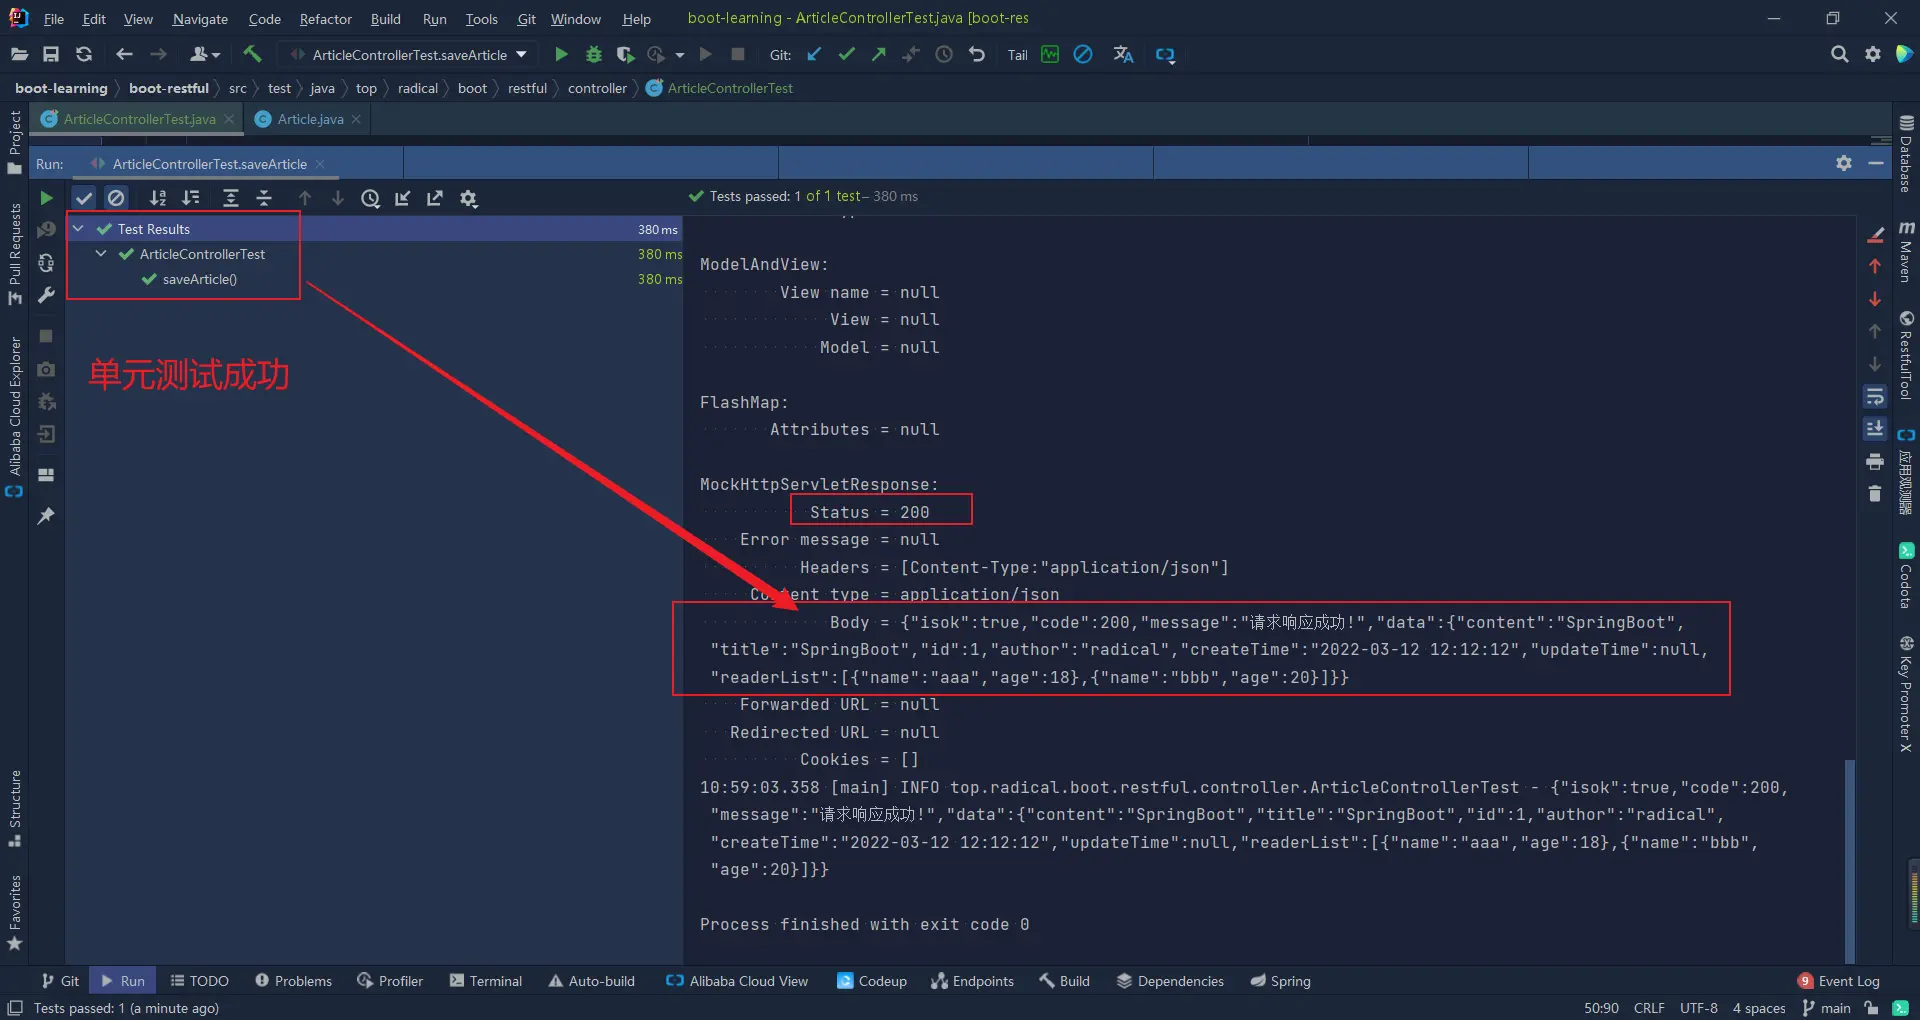 File Edit View Navigate Code Refactor Build Run Tools Git Window Help boot-learning - ArticleControllerTest.java [boot-res
ArticleControllerTest.saveArticle Git: Tail
boot-learning boot-restful src test java top radical boot restful controller ArticleControllerTest
ArticleControllerTest.java Article.java
Run: ArticleControllerTest.saveArticle
Tests passed: 1 of 1 test – 380 ms
Test Results 380 ms
ArticleControllerTest 380 ms
saveArticle() 380 ms
单元测试成功
ModelAndView:
View name = null
View = null
Model = null
FlashMap:
Attributes = null
MockHttpServletResponse:
Status = 200
Error message = null
Headers = [Content-Type:"application/json"]
Content type = application/json
Body = {"isok":true,"code":200,"message":"请求响应成功!","data":{"content":"SpringBoot",
"title":"SpringBoot","id":1,"author":"radical","createTime":"2022-03-12 12:12:12","updateTime":null,
"readerList":[{"name":"aaa","age":18},{"name":"bbb","age":20}]}}
Forwarded URL = null
Redirected URL = null
Cookies = []
10:59:03.358 [main] INFO top.radical.boot.restful.controller.ArticleControllerTest - {"isok":true,"code":200,
"message":"请求响应成功!","data":{"content":"SpringBoot","title":"SpringBoot","id":1,"author":"radical",
"createTime":"2022-03-12 12:12:12","updateTime":null,"readerList":[{"name":"aaa","age":18},{"name":"bbb",
"age":20}]}}
Process finished with exit code 0
Project
Pull Requests
Alibaba Cloud Explorer
Structure
Favorites
Database
Maven
RestfulTool
应用观测器
Codota
Key Promoter X
Git Run TODO Problems Profiler Terminal Auto-build Alibaba Cloud View Codeup Endpoints Build Dependencies Spring 9 Event Log
Tests passed: 1 (a minute ago) 50:90 CRLF UTF-8 4 spaces main